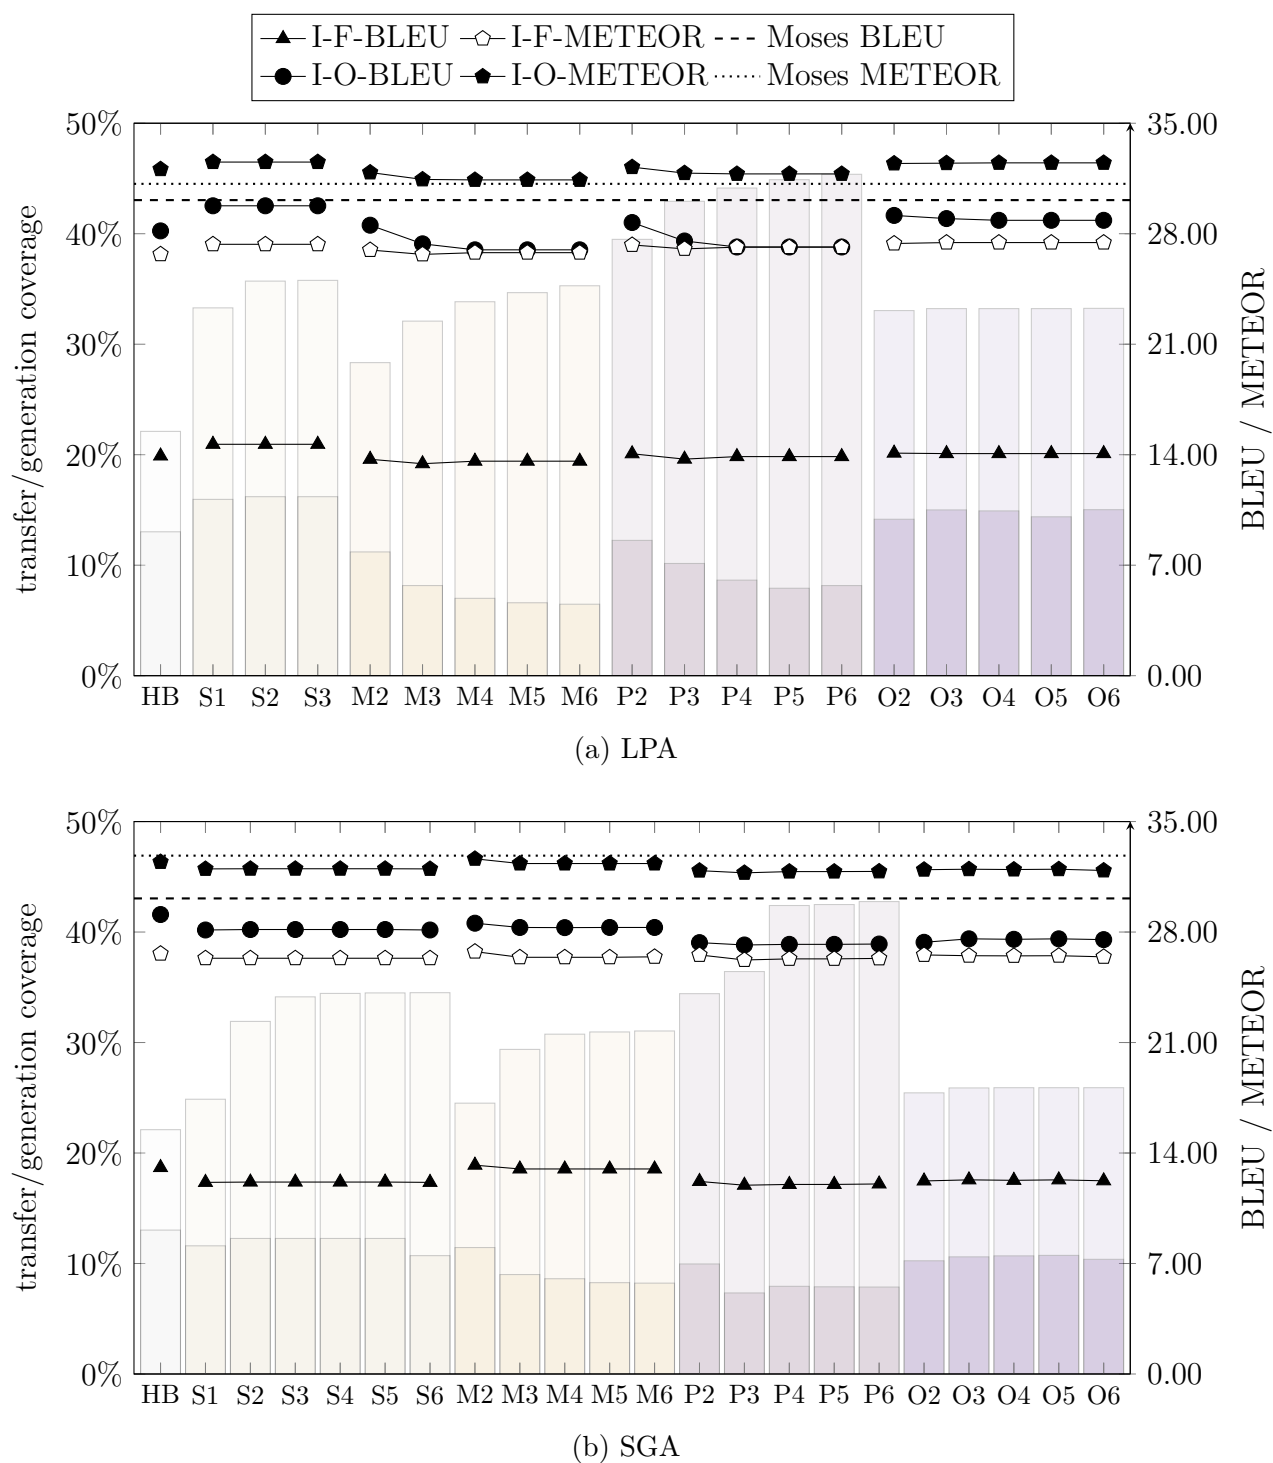 I-F-BLEU I-F-METEOR Moses BLEU
I-O-BLEU I-O-METEOR Moses METEOR
50% 35.00
40% 28.00
30% 21.00
20% 14.00
10% 7.00
0% 0.00
transfer/generation coverage
BLEU / METEOR
HB S1 S2 S3 M2 M3 M4 M5 M6 P2 P3 P4 P5 P6 O2 O3 O4 O5 O6
(a) LPA
50% 35.00
40% 28.00
30% 21.00
20% 14.00
10% 7.00
0% 0.00
transfer/generation coverage
BLEU / METEOR
HB S1 S2 S3 S4 S5 S6 M2 M3 M4 M5 M6 P2 P3 P4 P5 P6 O2 O3 O4 O5 O6
(b) SGA